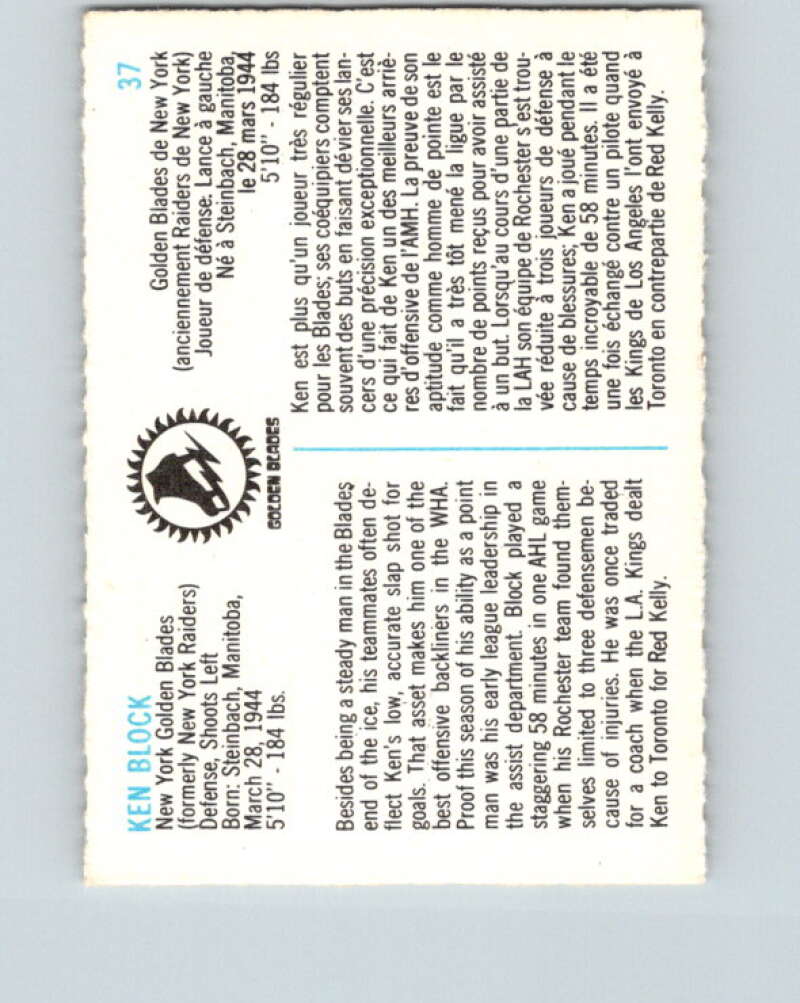 KEN BLOCK
New York Golden Blades
(formerly New York Raiders)
Defense, Shoots Left
Born: Steinbach, Manitoba,
March 28, 1944
5'10" - 184 lbs.
Besides being a steady man in the Blades
end of the ice, his teammates often de-
flect Ken's low, accurate slap shot for
goals. That asset makes him one of the
best offensive backliners in the WHA.
Proof this season of his ability as a point
man was his early league leadership in
the assist department. Block played a
staggering 58 minutes in one AHL game
when his Rochester team found them-
selves limited to three defensemen be-
cause of injuries. He was once traded
for a coach when the L.A. Kings dealt
Ken to Toronto for Red Kelly.
GOLDEN BLADES
37
Golden Blades de New York
(anciennement Raiders de New York)
Joueur de défense, Lance à gauche
Né à Steinbach, Manitoba,
le 28 mars 1944
5'10" - 184 lbs
Ken est plus qu'un joueur très régulier
pour les Blades; ses coéquipiers comptent
souvent des buts en faisant dévier ses lan-
cers d'une précision exceptionnelle. C'est
ce qui fait de Ken un des meilleurs arriè-
res d'offensive de l'AMH. La preuve de son
aptitude comme homme de pointe est le
fait qu'il a très tôt mené la ligue par le
nombre de points reçus pour avoir assisté
à un but. Lorsqu'au cours d'une partie de
la LAH son équipe de Rochester s'est trou-
vée réduite à trois joueurs de défense à
cause de blessures; Ken a joué pendant le
temps incroyable de 58 minutes. Il a été
une fois échangé contre un pilote quand
les Kings de Los Angeles l'ont envoyé à
Toronto en contrepartie de Red Kelly.